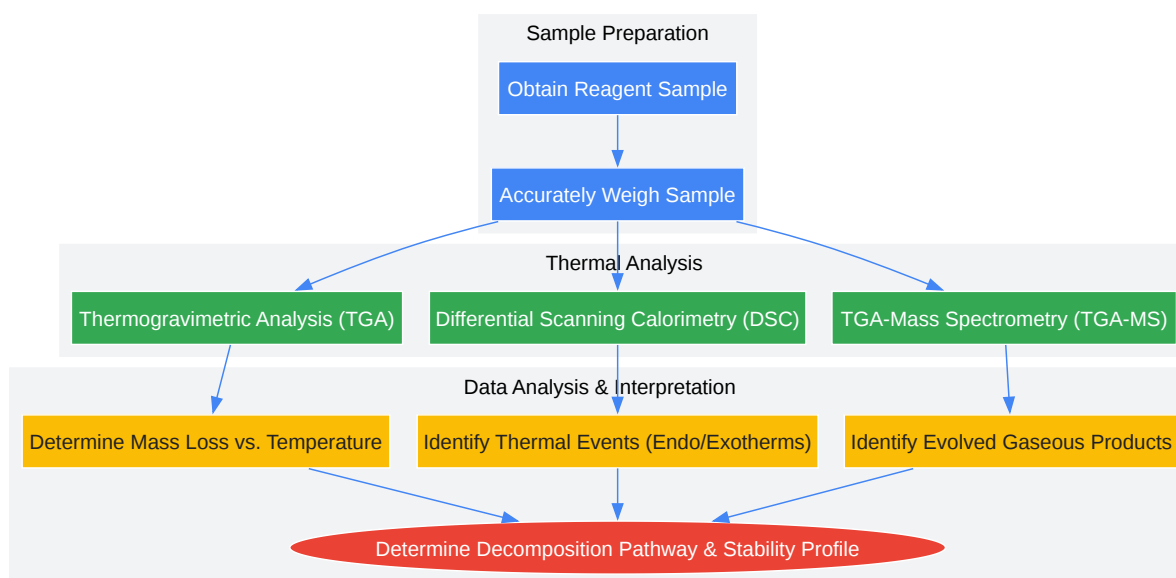 Sample Preparation
Obtain Reagent Sample
Accurately Weigh Sample
Thermal Analysis
Thermogravimetric Analysis (TGA)
Differential Scanning Calorimetry (DSC)
TGA-Mass Spectrometry (TGA-MS)
Data Analysis & Interpretation
Determine Mass Loss vs. Temperature
Identify Thermal Events (Endo/Exotherms)
Identify Evolved Gaseous Products
Determine Decomposition Pathway & Stability Profile